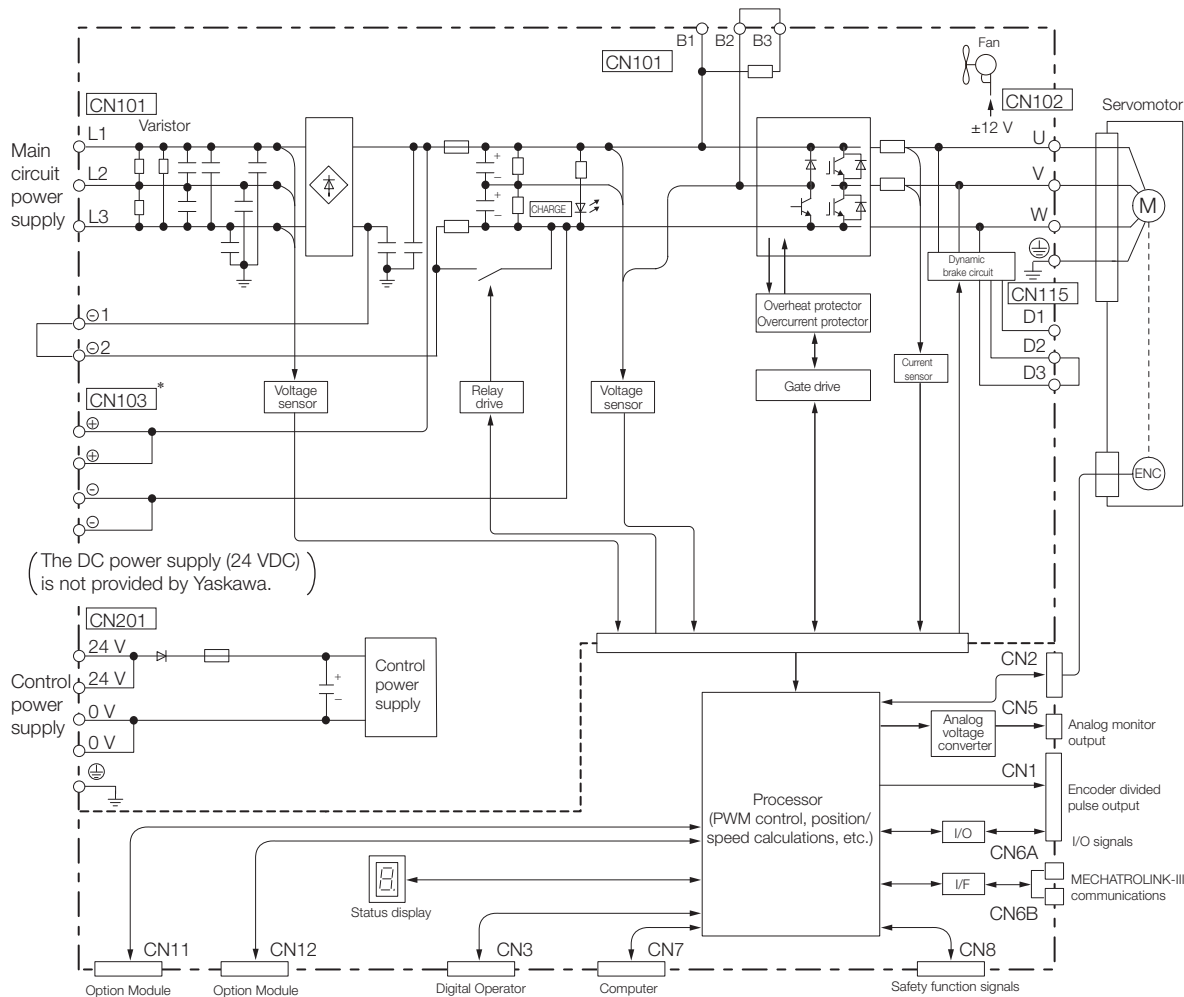 B1
B2
B3
CN101
Fan
±12 V
CN102
Servomotor
CN101
Varistor
Main
circuit
power
supply
L1
L2
L3
+
−
+
−
CHARGE
U
V
W
M
Dynamic
brake circuit
CN115
D1
D2
D3
⊖1
⊖2
Overheat protector
Overcurrent protector
Gate drive
Current
sensor
Voltage
sensor
Relay
drive
Voltage
sensor
CN103
*
⊕
⊕
⊖
⊖
ENC
(The DC power supply (24 VDC)
is not provided by Yaskawa.)
CN201
Control
power
supply
24 V
24 V
0 V
0 V
+
−
Control
power
supply
CN2
CN5
Analog
voltage
converter
Analog monitor
output
CN1
Encoder divided
pulse output
Processor
(PWM control, position/
speed calculations, etc.)
I/O
I/O signals
CN6A
I/F
MECHATROLINK-III
communications
CN6B
8.
Status display
CN11
CN12
CN3
CN7
CN8
Option Module
Option Module
Digital Operator
Computer
Safety function signals